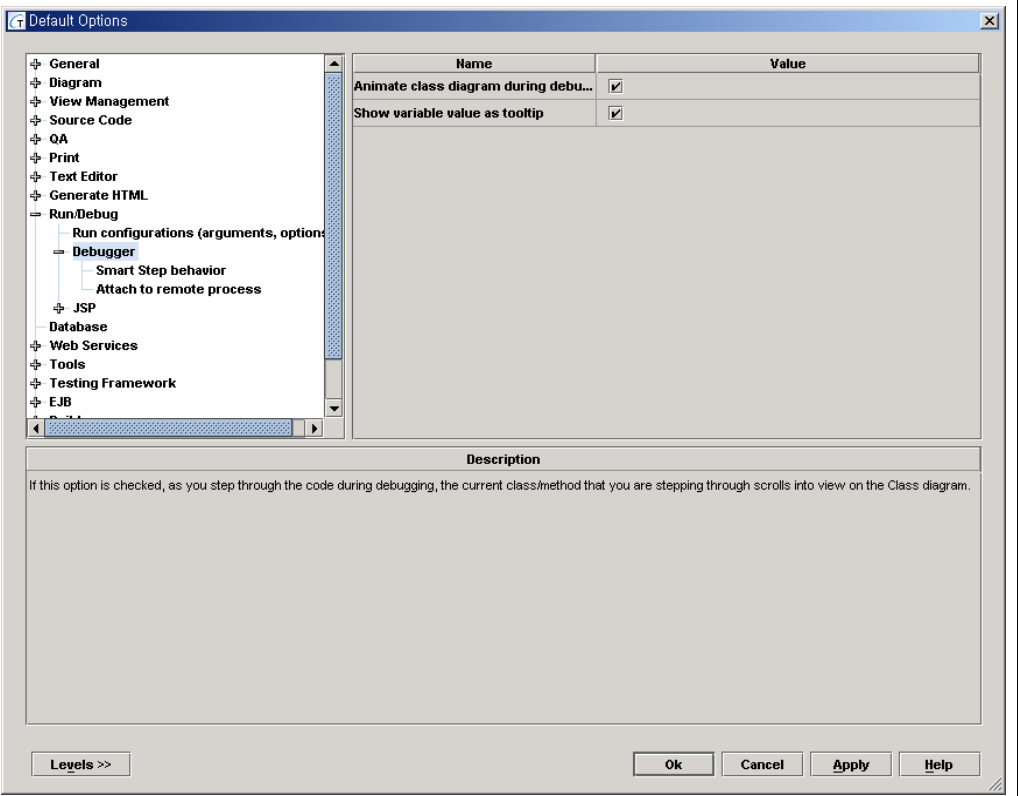 Default Options
General
Diagram
View Management
Source Code
QA
Print
Text Editor
Generate HTML
Run/Debug
Run configurations (arguments, options
Debugger
Smart Step behavior
Attach to remote process
JSP
Database
Web Services
Tools
Testing Framework
EJB
Name Value
Animate class diagram during debu...
Show variable value as tooltip
Description
If this option is checked, as you step through the code during debugging, the current class/method that you are stepping through scrolls into view on the Class diagram.
Levels >> Ok Cancel Apply Help